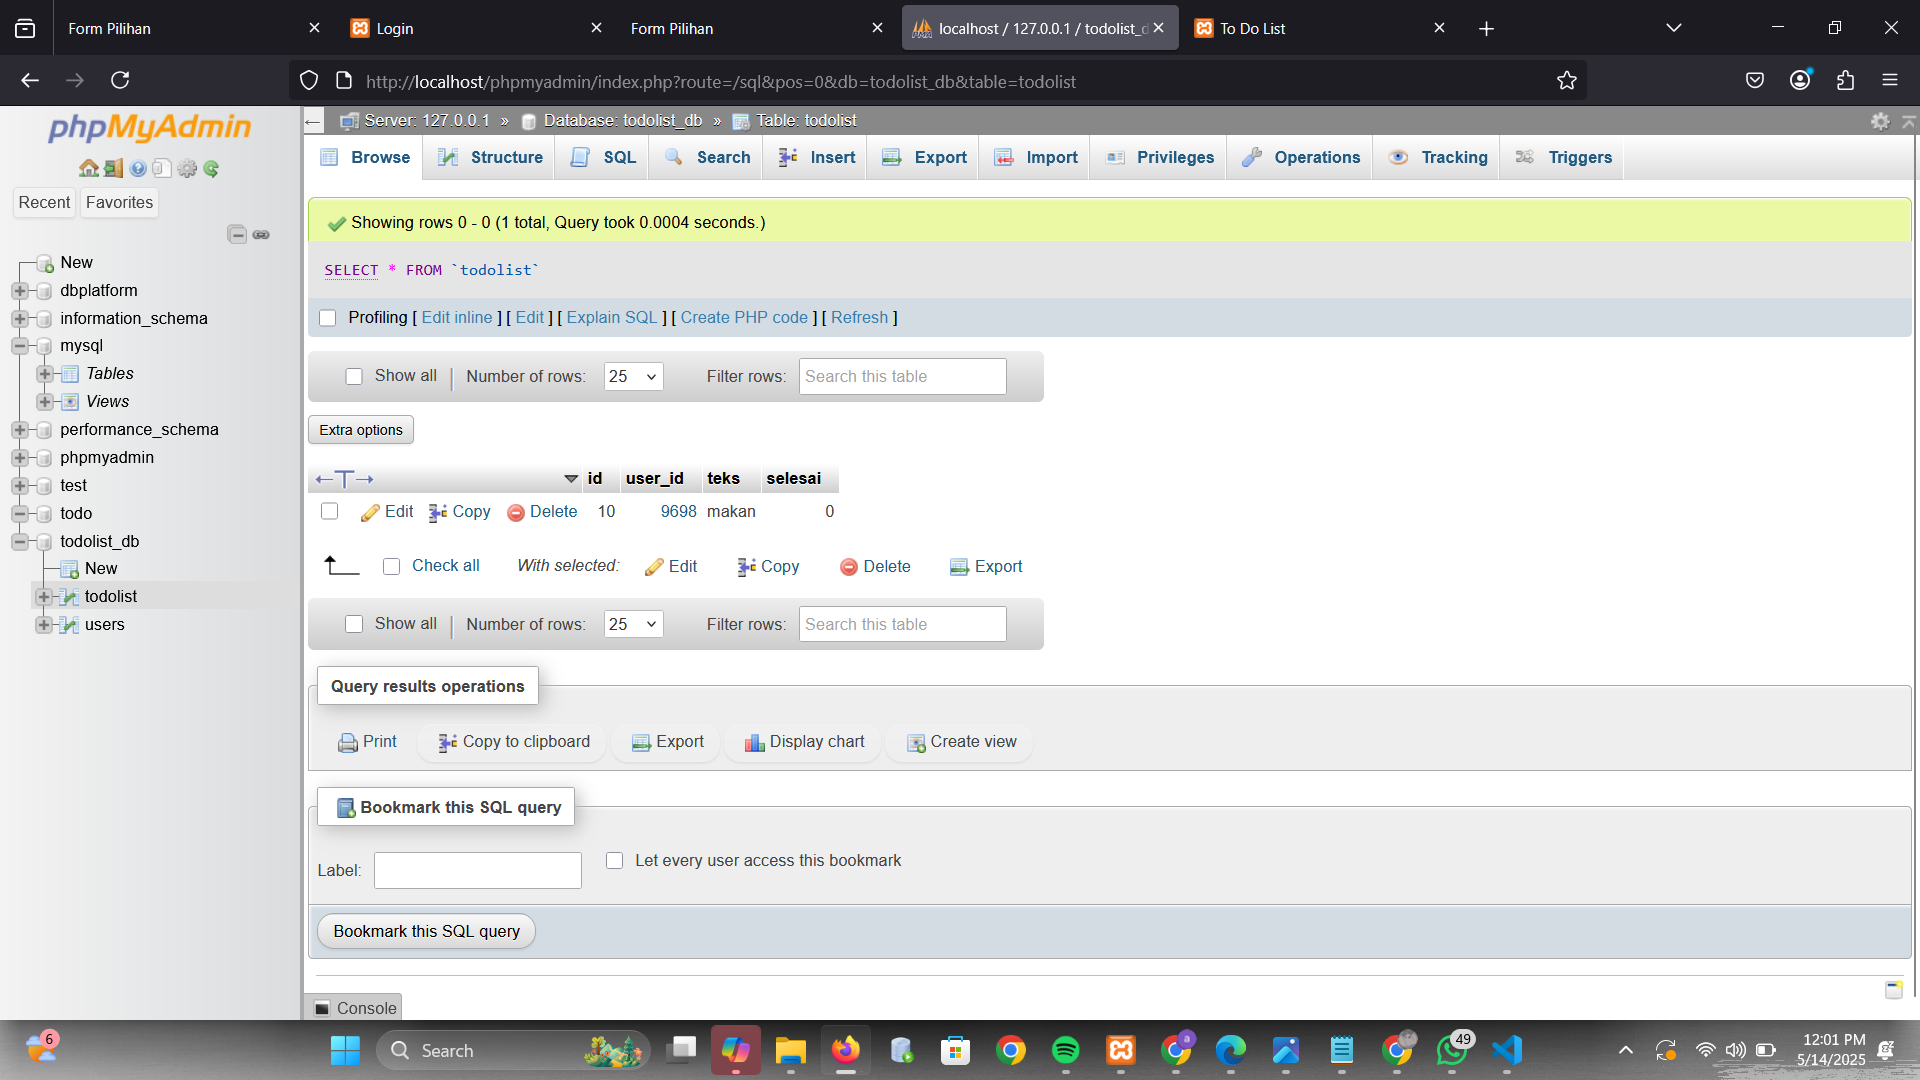 Form Pilihan
Login
Form Pilihan
localhost / 127.0.0.1 / todolist_d
To Do List
http://localhost/phpmyadmin/index.php?route=/sql&pos=0&db=todolist_db&table=todolist
phpMyAdmin
Recent
Favorites
New
dbplatform
information_schema
mysql
Tables
Views
performance_schema
phpmyadmin
test
todo
todolist_db
New
todolist
users
Server: 127.0.0.1 » Database: todolist_db » Table: todolist
Browse Structure SQL Search Insert Export Import Privileges Operations Tracking Triggers
Showing rows 0 - 0 (1 total, Query took 0.0004 seconds.)
SELECT * FROM `todolist`
Profiling [ Edit inline ] [ Edit ] [ Explain SQL ] [ Create PHP code ] [ Refresh ]
Show all | Number of rows: 25 Filter rows: Search this table
Extra options
←T→ id user_id teks selesai
Edit Copy Delete 10 9698 makan 0
Check all With selected: Edit Copy Delete Export
Show all | Number of rows: 25 Filter rows: Search this table
Query results operations
Print Copy to clipboard Export Display chart Create view
Bookmark this SQL query
Label: Let every user access this bookmark
Bookmark this SQL query
Console
6
Search
a
49
12:01 PM
5/14/2025